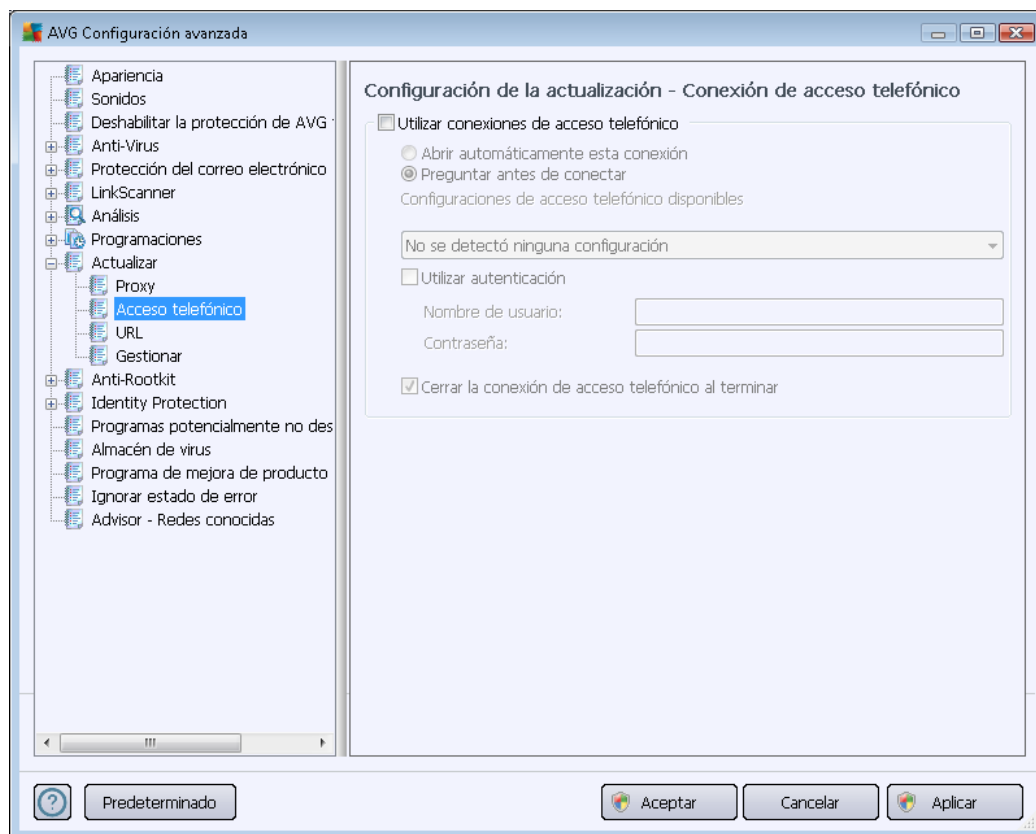 AVG Configuración avanzada
Apariencia
Sonidos
Deshabilitar la protección de AVG
Anti-Virus
Protección del correo electrónico
LinkScanner
Análisis
Programaciones
Actualizar
Proxy
Acceso telefónico
URL
Gestionar
Anti-Rootkit
Identity Protection
Programas potencialmente no des
Almacén de virus
Programa de mejora de producto
Ignorar estado de error
Advisor - Redes conocidas
Configuración de la actualización - Conexión de acceso telefónico
Utilizar conexiones de acceso telefónico
Abrir automáticamente esta conexión
Preguntar antes de conectar
Configuraciones de acceso telefónico disponibles
No se detectó ninguna configuración
Utilizar autenticación
Nombre de usuario:
Contraseña:
Cerrar la conexión de acceso telefónico al terminar
Predeterminado
Aceptar
Cancelar
Aplicar